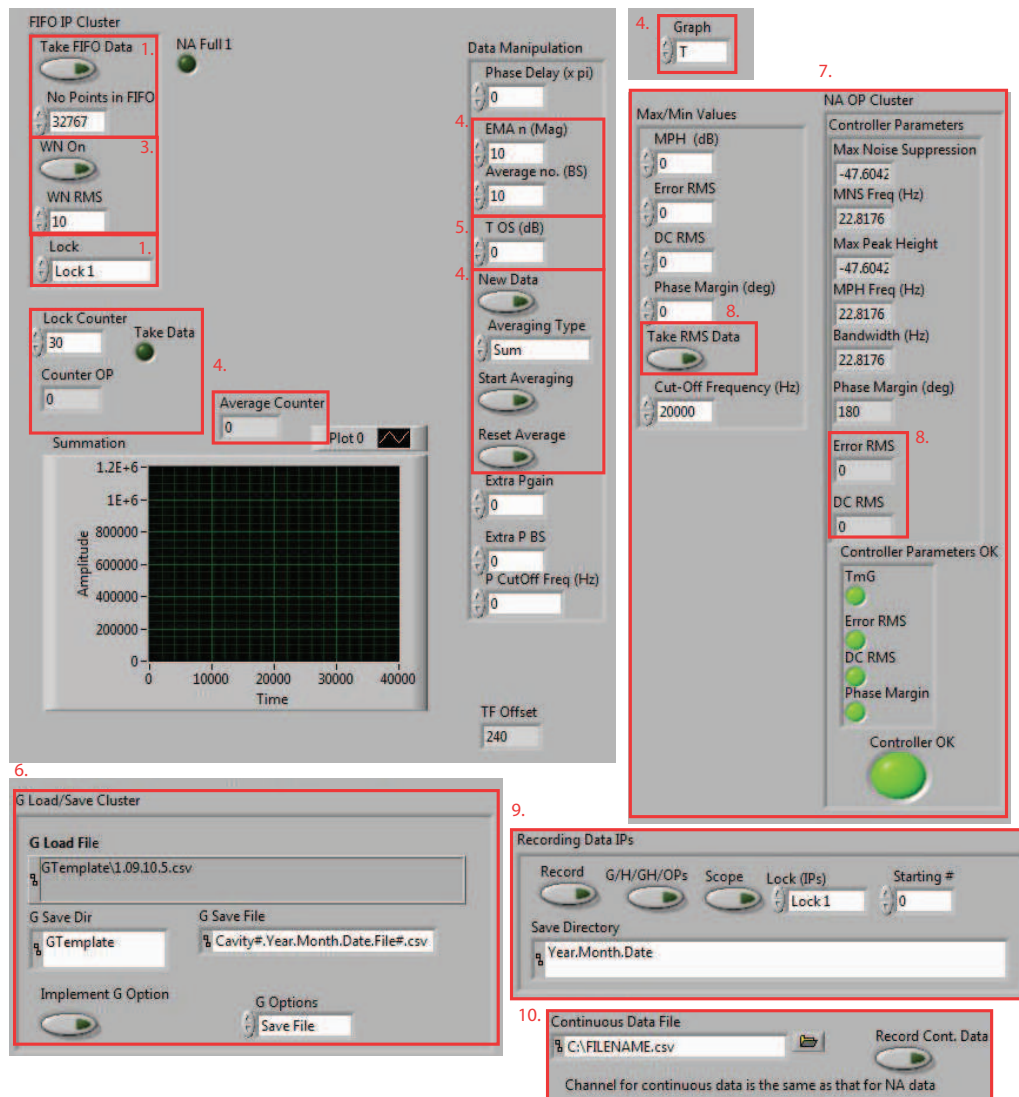 FIFO IP Cluster
Take FIFO Data
1.
NA Full 1
No Points in FIFO
32767
3.
WN On
WN RMS
10
Lock
1.
Lock 1
Lock Counter
30
Take Data
Counter OP
0
4.
Average Counter
0
Plot 0
Summation
1.2E+6
1E+6
800000
600000
400000
200000
0
Amplitude
0
10000
20000
30000
40000
Time
Data Manipulation
Phase Delay (x pi)
0
4.
EMA n (Mag)
10
Average no. (BS)
10
5.
T OS (dB)
0
4.
New Data
Averaging Type
Sum
Start Averaging
Reset Average
Extra Pgain
0
Extra P BS
0
P CutOff Freq (Hz)
0
TF Offset
240
4.
Graph
T
7.
Max/Min Values
MPH (dB)
0
Error RMS
0
DC RMS
0
Phase Margin (deg)
0
8.
Take RMS Data
Cut-Off Frequency (Hz)
20000
NA OP Cluster
Controller Parameters
Max Noise Suppression
-47.6042
MNS Freq (Hz)
22.8176
Max Peak Height
-47.6042
MPH Freq (Hz)
22.8176
Bandwidth (Hz)
22.8176
Phase Margin (deg)
180
8.
Error RMS
0
DC RMS
0
Controller Parameters OK
TmG
Error RMS
DC RMS
Phase Margin
Controller OK
6.
G Load/Save Cluster
G Load File
GTemplate\1.09.10.5.csv
G Save Dir
GTemplate
G Save File
Cavity#.Year.Month.Date.File#.csv
Implement G Option
G Options
Save File
9.
Recording Data IPs
Record
G/H/GH/OPs
Scope
Lock (IPs)
Lock 1
Starting #
0
Save Directory
Year.Month.Date
10.
Continuous Data File
C:\FILENAME.csv
Record Cont. Data
Channel for continuous data is the same as that for NA data